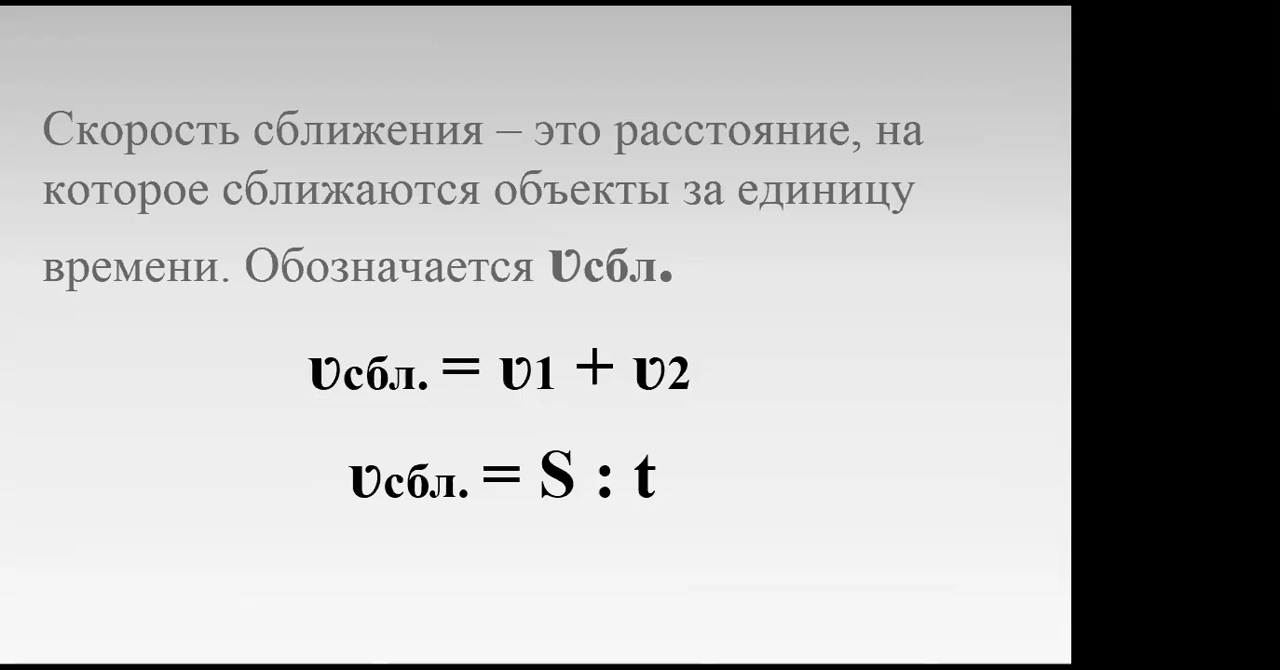 Скорость сближения – это расстояние, на
которое сближаются объекты за единицу
времени. Обозначается υсбл.
υсбл. = υ1 + υ2
υсбл. = S : t